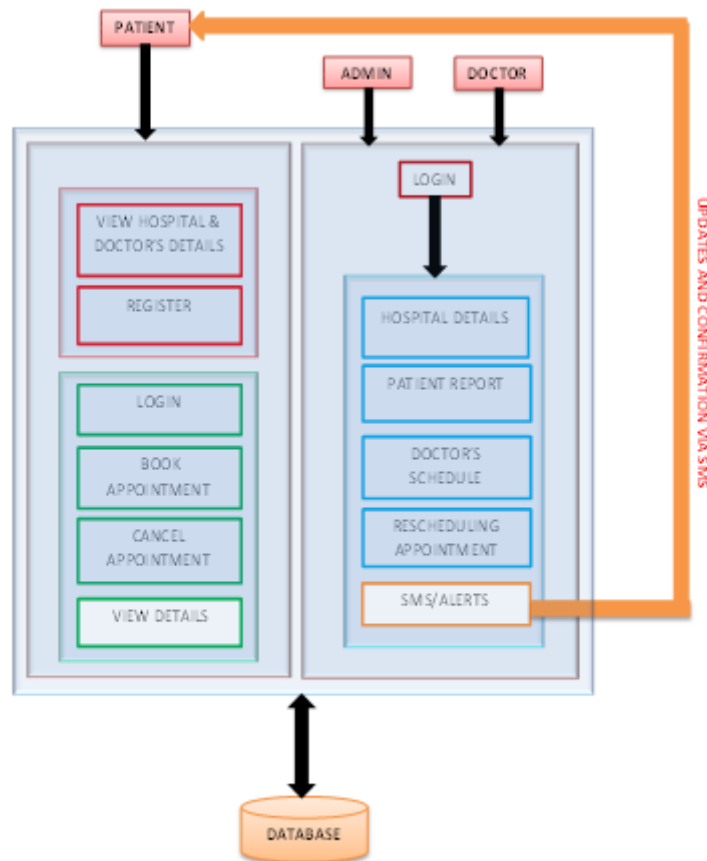 PATIENT
ADMIN
DOCTOR
LOGIN
VIEW HOSPITAL &
DOCTOR'S DETAILS
REGISTER
LOGIN
BOOK
APPOINTMENT
CANCEL
APPOINTMENT
VIEW DETAILS
HOSPITAL DETAILS
PATIENT REPORT
DOCTOR'S
SCHEDULE
RESCHEDULING
APPOINTMENT
SMS/ALERTS
UPDATES AND CONFIRMATION VIA SMS
DATABASE